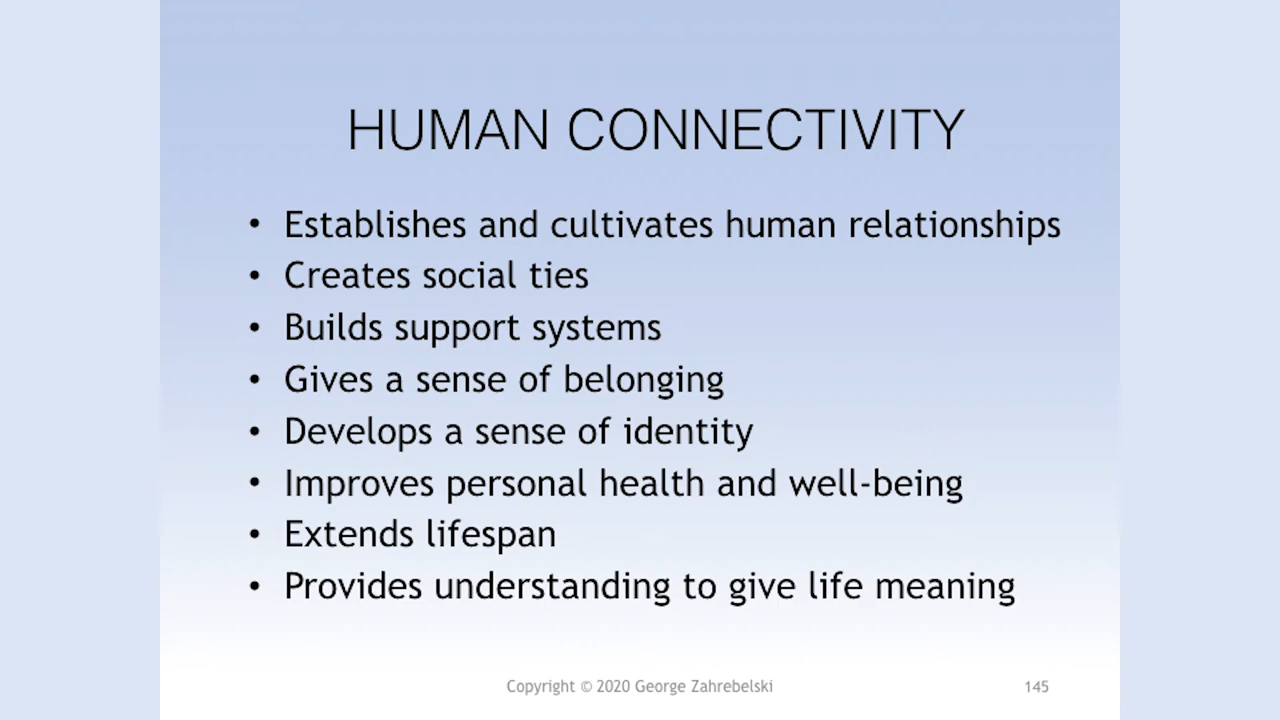 HUMAN CONNECTIVITY
• Establishes and cultivates human relationships
• Creates social ties
• Builds support systems
• Gives a sense of belonging
• Develops a sense of identity
• Improves personal health and well-being
• Extends lifespan
• Provides understanding to give life meaning
Copyright © 2020 George Zahrebelski
145